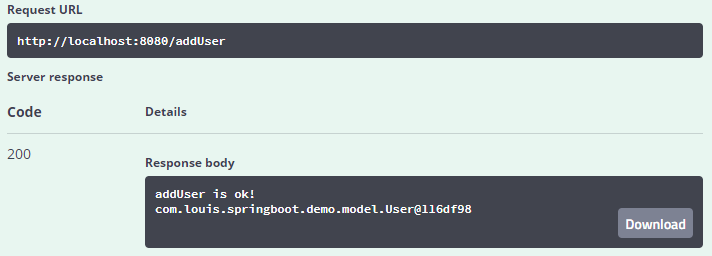 Request URL
http://localhost:8080/addUser
Server response
Code Details
200
Response body
addUser is ok!
com.louis.springboot.demo.model.User@116df98
Download